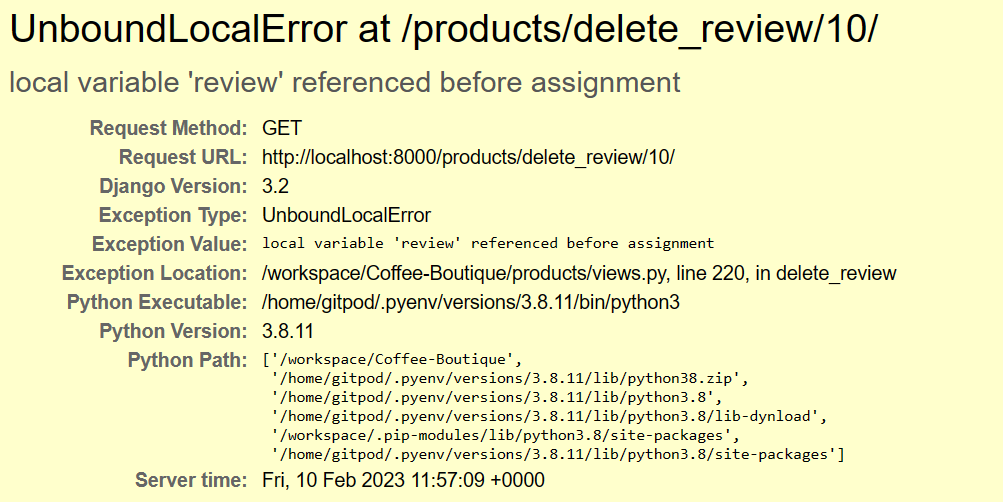 UnboundLocalError at /products/delete_review/10/
local variable 'review' referenced before assignment
Request Method: GET
Request URL: http://localhost:8000/products/delete_review/10/
Django Version: 3.2
Exception Type: UnboundLocalError
Exception Value: local variable 'review' referenced before assignment
Exception Location: /workspace/Coffee-Boutique/products/views.py, line 220, in delete_review
Python Executable: /home/gitpod/.pyenv/versions/3.8.11/bin/python3
Python Version: 3.8.11
Python Path: ['/workspace/Coffee-Boutique',
'/home/gitpod/.pyenv/versions/3.8.11/lib/python38.zip',
'/home/gitpod/.pyenv/versions/3.8.11/lib/python3.8',
'/home/gitpod/.pyenv/versions/3.8.11/lib/python3.8/lib-dynload',
'/workspace/.pip-modules/lib/python3.8/site-packages',
'/home/gitpod/.pyenv/versions/3.8.11/lib/python3.8/site-packages']
Server time: Fri, 10 Feb 2023 11:57:09 +0000